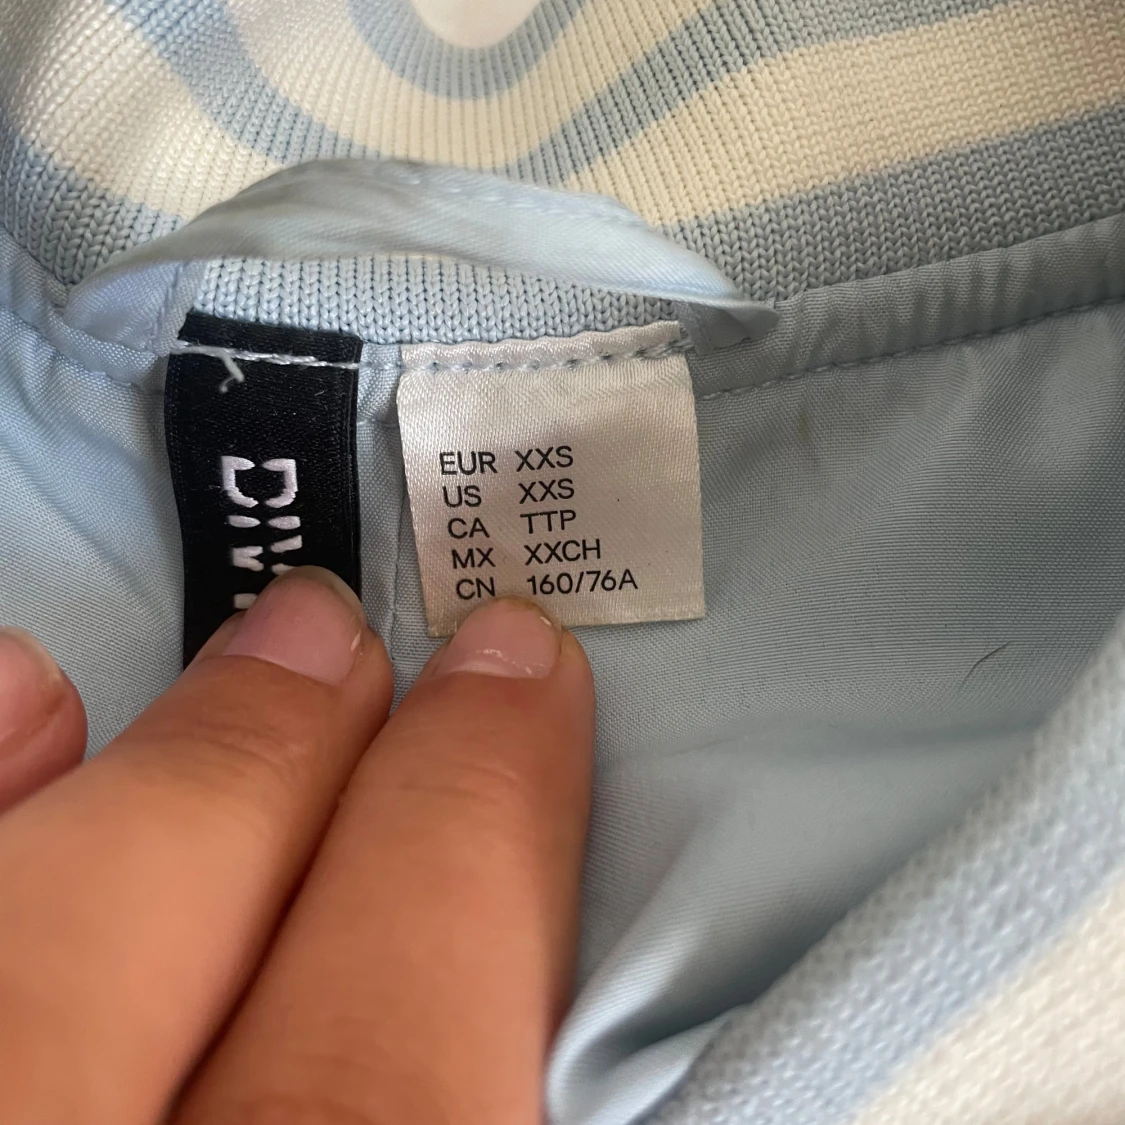 EUR XXS
US XXS
CA TTP
MX XXCH
CN 160/76A